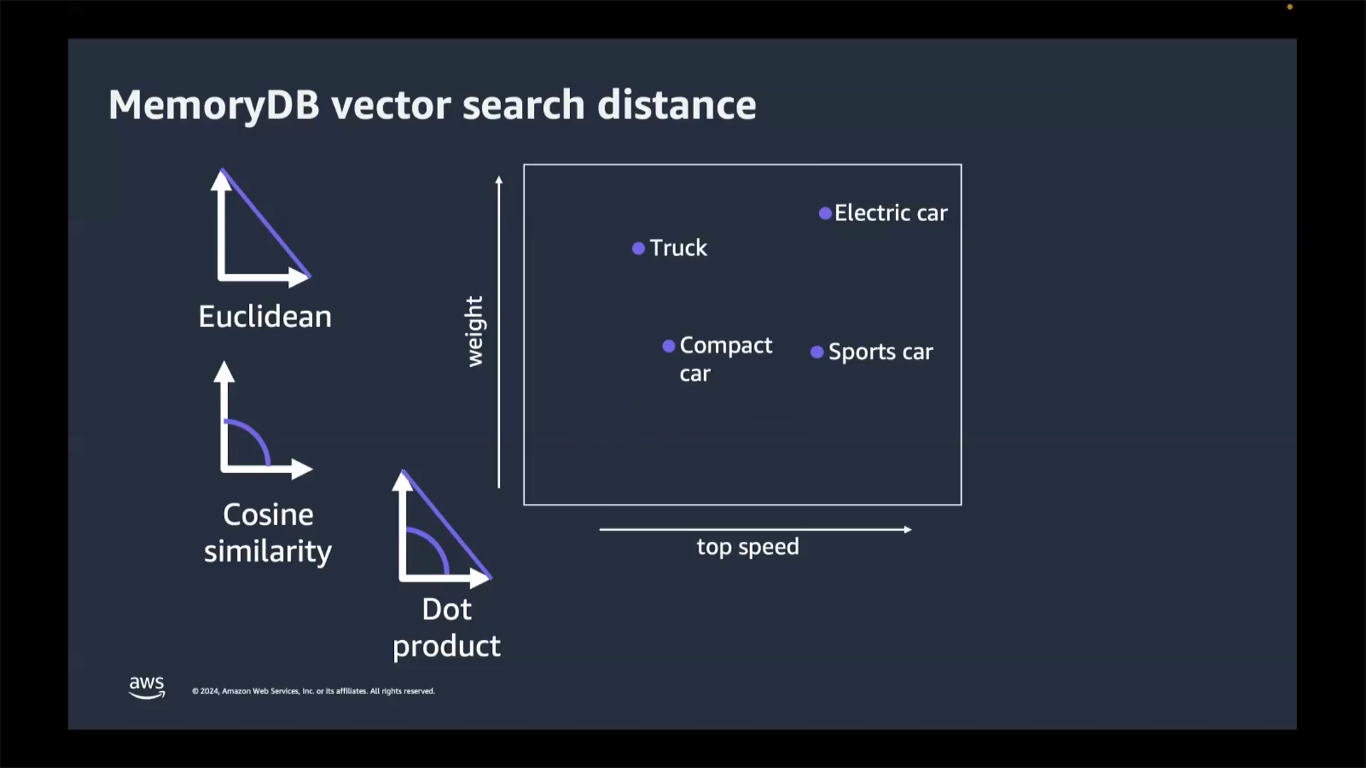 MemoryDB vector search distance
Euclidean
Cosine
similarity
Dot
product
weight
Electric car
Truck
Compact
car
Sports car
top speed
aws
© 2024, Amazon Web Services, Inc. or its affiliates. All rights reserved.